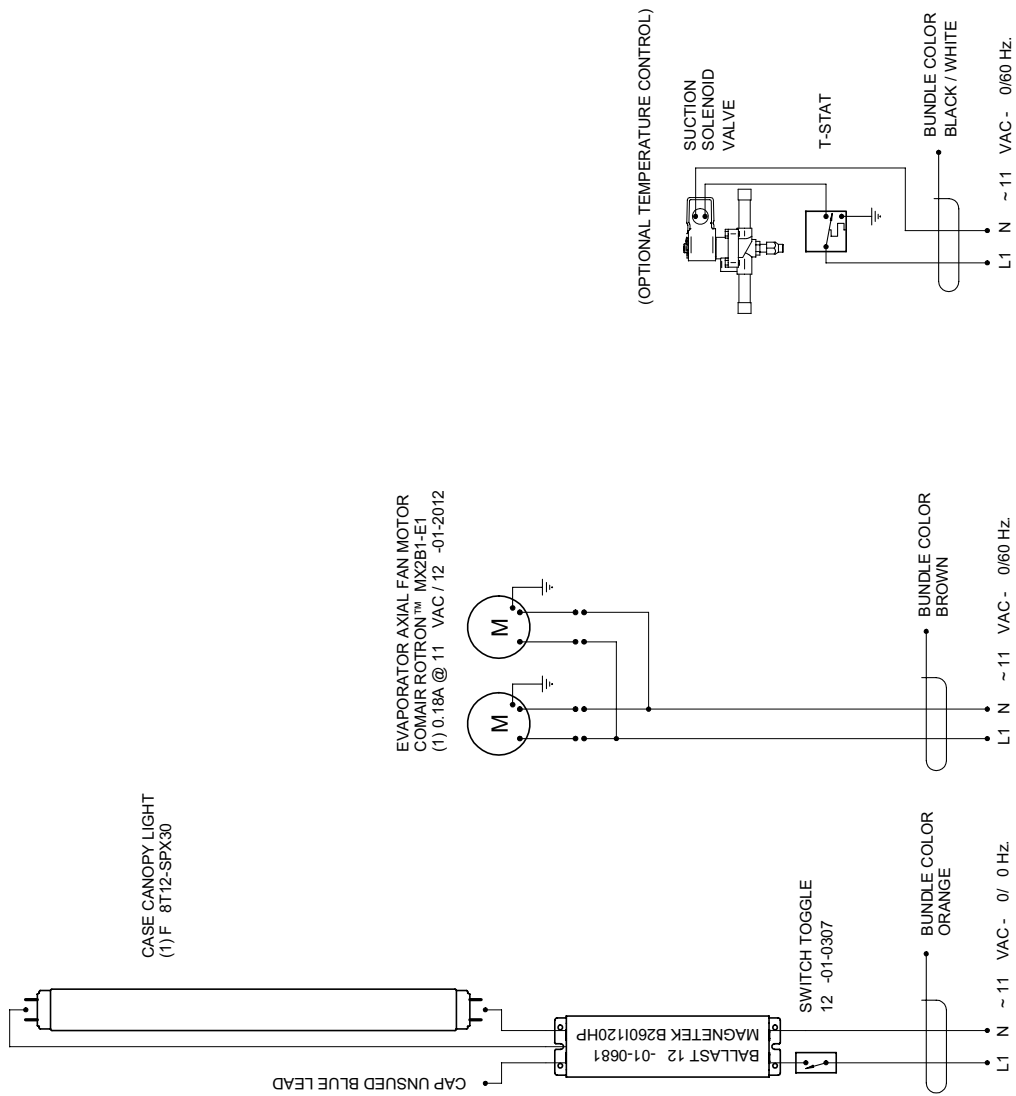 (OPTIONAL TEMPERATURE CONTROL)
SUCTION
SOLENOID
VALVE
T-STAT
BUNDLE COLOR
BLACK / WHITE
L1 N ~11 VAC - 0/60 Hz.
EVAPORATOR AXIAL FAN MOTOR
COMAIR ROTRON™ MX2B1-E1
(1) 0.18A @ 11 VAC / 12 -01-2012
M
M
BUNDLE COLOR
BROWN
L1 N ~11 VAC - 0/60 Hz.
CASE CANOPY LIGHT
(1) F 8T12-SPX30
CAP UNSUED BLUE LEAD
BALLAST 12 -01-0681
MAGNETEK B260I120HP
SWITCH TOGGLE
12 -01-0307
BUNDLE COLOR
ORANGE
L1 N ~11 VAC - 0/ 0 Hz.